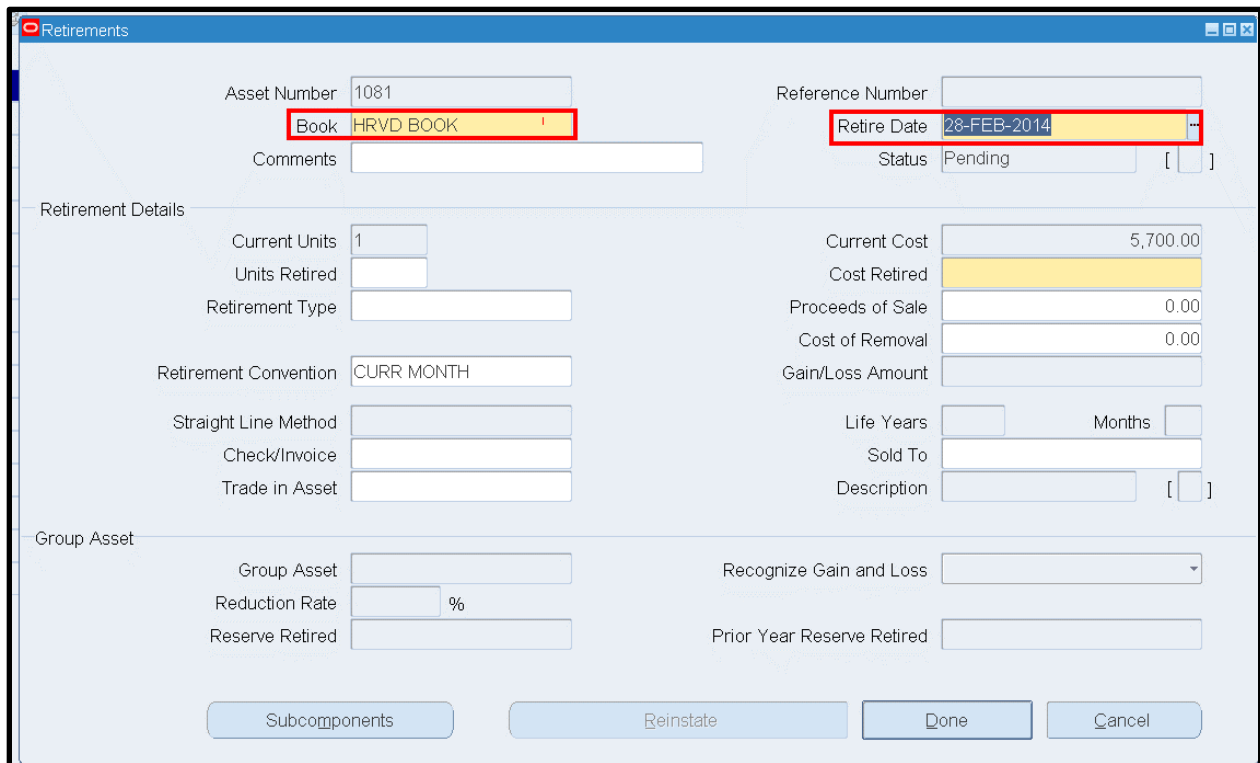 Retirements
Asset Number 1081 Reference Number
Book HRVD BOOK Retire Date 28-FEB-2014 ...
Comments Status Pending [ ]
Retirement Details
Current Units 1 Current Cost 5,700.00
Units Retired Cost Retired
Retirement Type Proceeds of Sale 0.00
Cost of Removal 0.00
Retirement Convention CURR MONTH Gain/Loss Amount
Straight Line Method Life Years Months
Check/Invoice Sold To
Trade in Asset Description [ ]
Group Asset
Group Asset Recognize Gain and Loss
Reduction Rate %
Reserve Retired Prior Year Reserve Retired
Subcomponents Reinstate Done Cancel